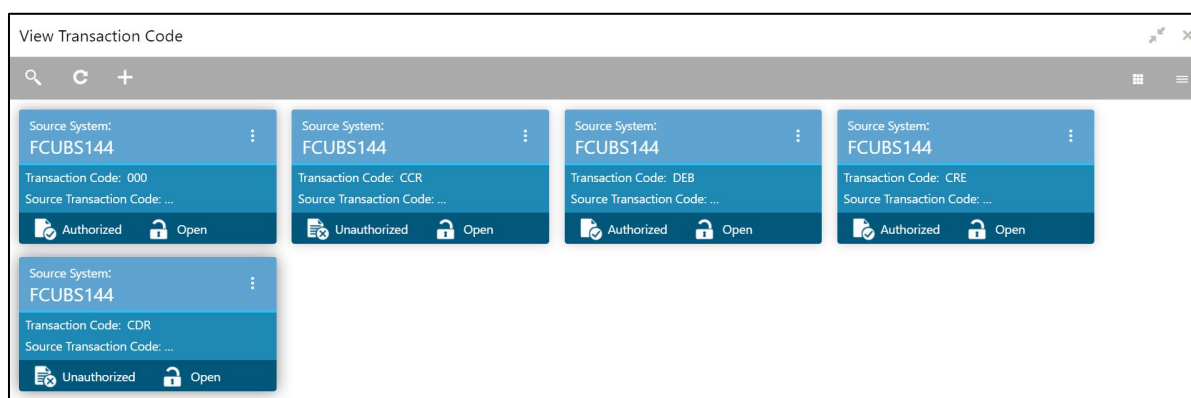 View Transaction Code
Source System:
FCUBS144
Transaction Code: 000
Source Transaction Code: ...
Authorized Open
Source System:
FCUBS144
Transaction Code: CCR
Source Transaction Code: ...
Unauthorized Open
Source System:
FCUBS144
Transaction Code: DEB
Source Transaction Code: ...
Authorized Open
Source System:
FCUBS144
Transaction Code: CRE
Source Transaction Code: ...
Authorized Open
Source System:
FCUBS144
Transaction Code: CDR
Source Transaction Code: ...
Unauthorized Open